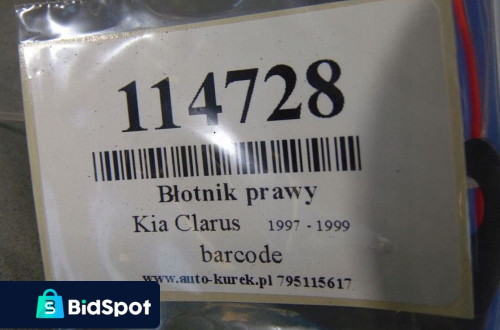 114728
Błotnik prawy
Kia Clarus 1997 - 1999
barcode
www.auto-kurek.pl 795115617
S BidSpot